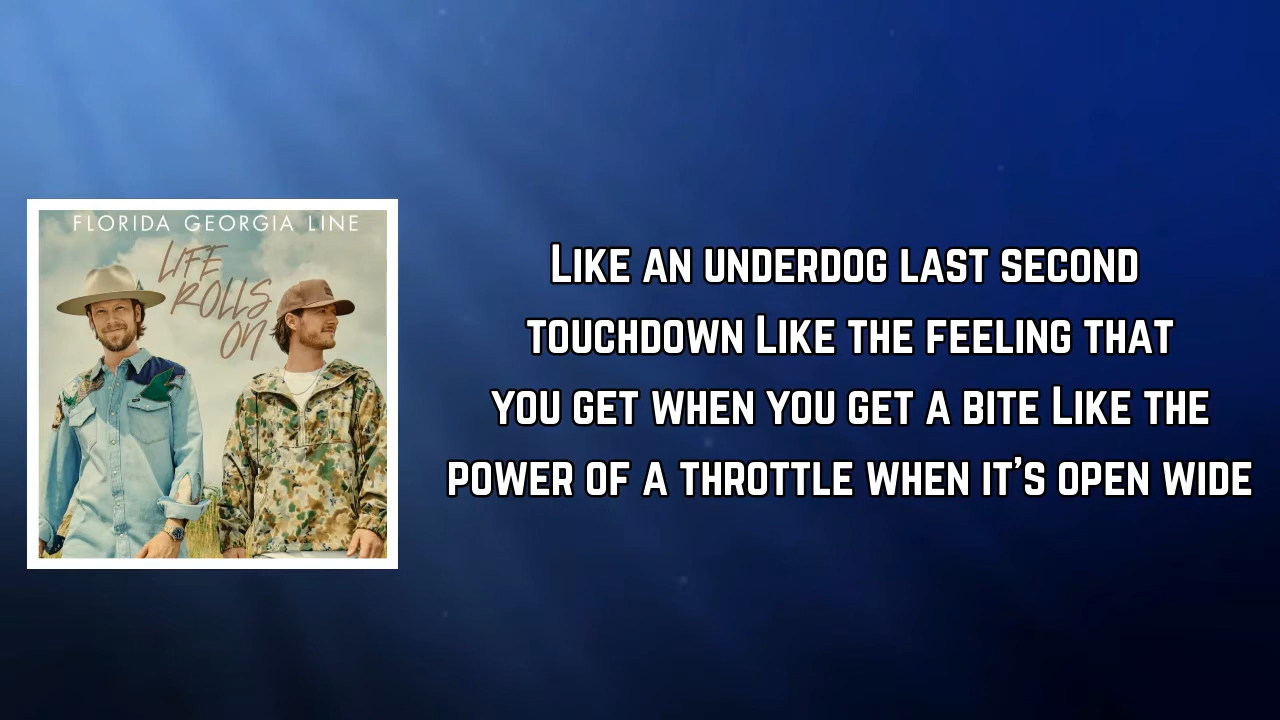 FLORIDA GEORGIA LINE
LIFE
ROLLS
ON
LIKE AN UNDERDOG LAST SECOND
TOUCHDOWN LIKE THE FEELING THAT
YOU GET WHEN YOU GET A BITE LIKE THE
POWER OF A THROTTLE WHEN IT'S OPEN WIDE